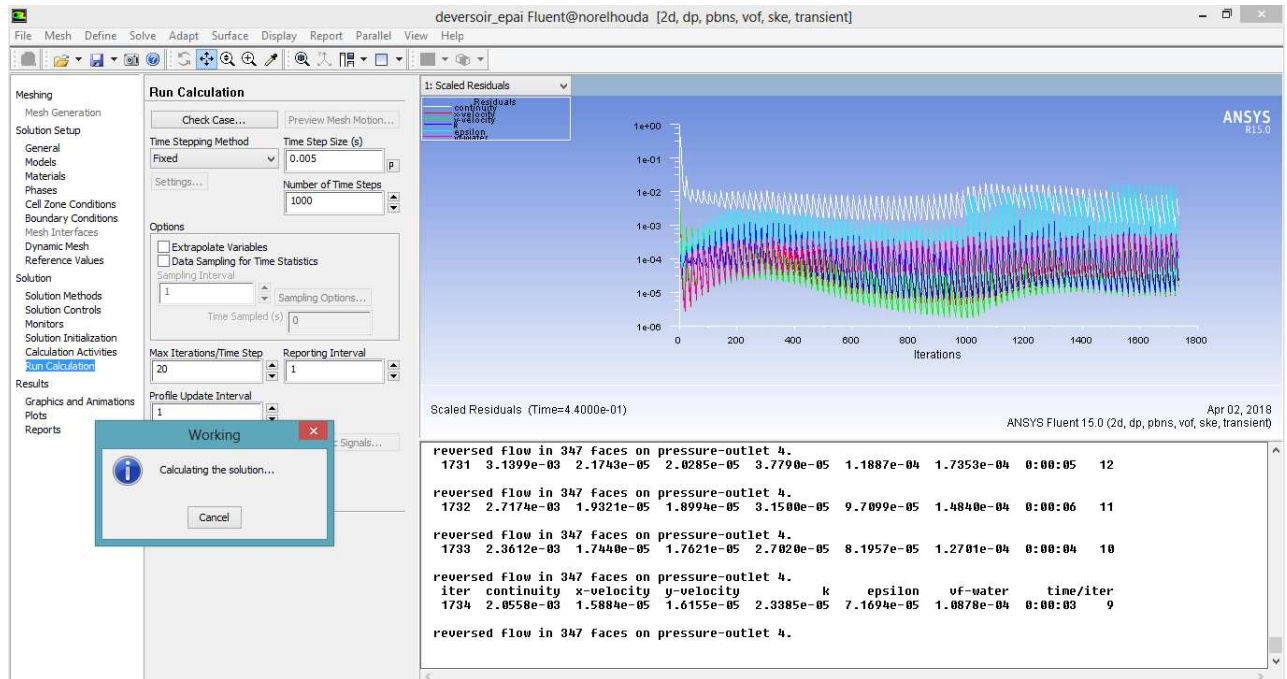 deversoir_epai Fluent@norelhouda [2d, dp, pbns, vof, ske, transient]
File Mesh Define Solve Adapt Surface Display Report Parallel View Help
Meshing
Mesh Generation
Solution Setup
General
Models
Materials
Phases
Cell Zone Conditions
Boundary Conditions
Mesh Interfaces
Dynamic Mesh
Reference Values
Solution
Solution Methods
Solution Controls
Monitors
Solution Initialization
Calculation Activities
Run Calculation
Results
Graphics and Animations
Plots
Reports
Run Calculation
Check Case... Preview Mesh Motion...
Time Stepping Method Time Step Size (s)
Fixed 0.005 P
Settings... Number of Time Steps
1000
Options
Extrapolate Variables
Data Sampling for Time Statistics
Sampling Interval
1 Sampling Options...
Time Sampled (s) 0
Max Iterations/Time Step Reporting Interval
20 1
Profile Update Interval
1
Signals...
Working
Calculating the solution...
Cancel
1: Scaled Residuals
Residuals
continuity
x-velocity
y-velocity
k
epsilon
vf-water
ANSYS
R15.0
1e+00
1e-01
1e-02
1e-03
1e-04
1e-05
1e-06
0 200 400 600 800 1000 1200 1400 1600 1800
Iterations
Scaled Residuals (Time=4.4000e-01) Apr 02, 2018
ANSYS Fluent 15.0 (2d, dp, pbns, vof, ske, transient)
reversed flow in 347 faces on pressure-outlet 4.
1731 3.1399e-03 2.1743e-05 2.0285e-05 3.7790e-05 1.1887e-04 1.7353e-04 0:00:05 12
reversed flow in 347 faces on pressure-outlet 4.
1732 2.7174e-03 1.9321e-05 1.8994e-05 3.1500e-05 9.7099e-05 1.4840e-04 0:00:06 11
reversed flow in 347 faces on pressure-outlet 4.
1733 2.3612e-03 1.7440e-05 1.7621e-05 2.7020e-05 8.1957e-05 1.2701e-04 0:00:04 10
reversed flow in 347 faces on pressure-outlet 4.
iter continuity x-velocity y-velocity k epsilon vf-water time/iter
1734 2.0558e-03 1.5884e-05 1.6155e-05 2.3385e-05 7.1694e-05 1.0878e-04 0:00:03 9
reversed flow in 347 faces on pressure-outlet 4.